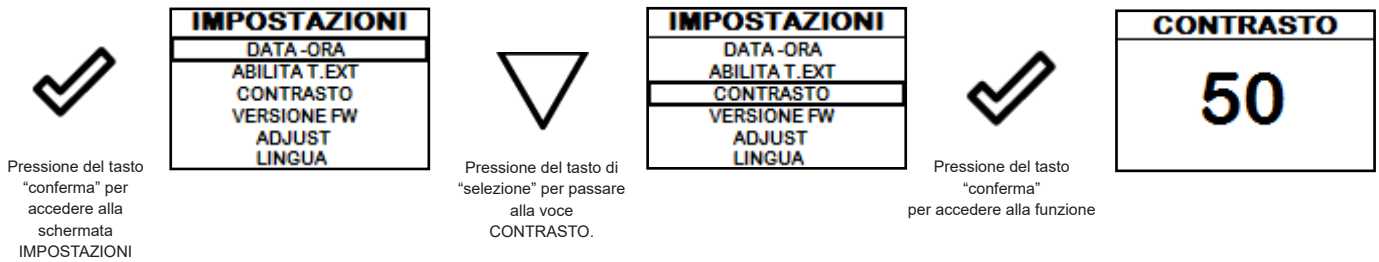 Pressione del tasto
“conferma” per
accedere alla
schermata
IMPOSTAZIONI
IMPOSTAZIONI
DATA -ORA
ABILITA T.EXT
CONTRASTO
VERSIONE FW
ADJUST
LINGUA
Pressione del tasto di
“selezione” per passare
alla voce
CONTRASTO.
IMPOSTAZIONI
DATA -ORA
ABILITA T.EXT
CONTRASTO
VERSIONE FW
ADJUST
LINGUA
Pressione del tasto
“conferma”
per accedere alla funzione
CONTRASTO
50